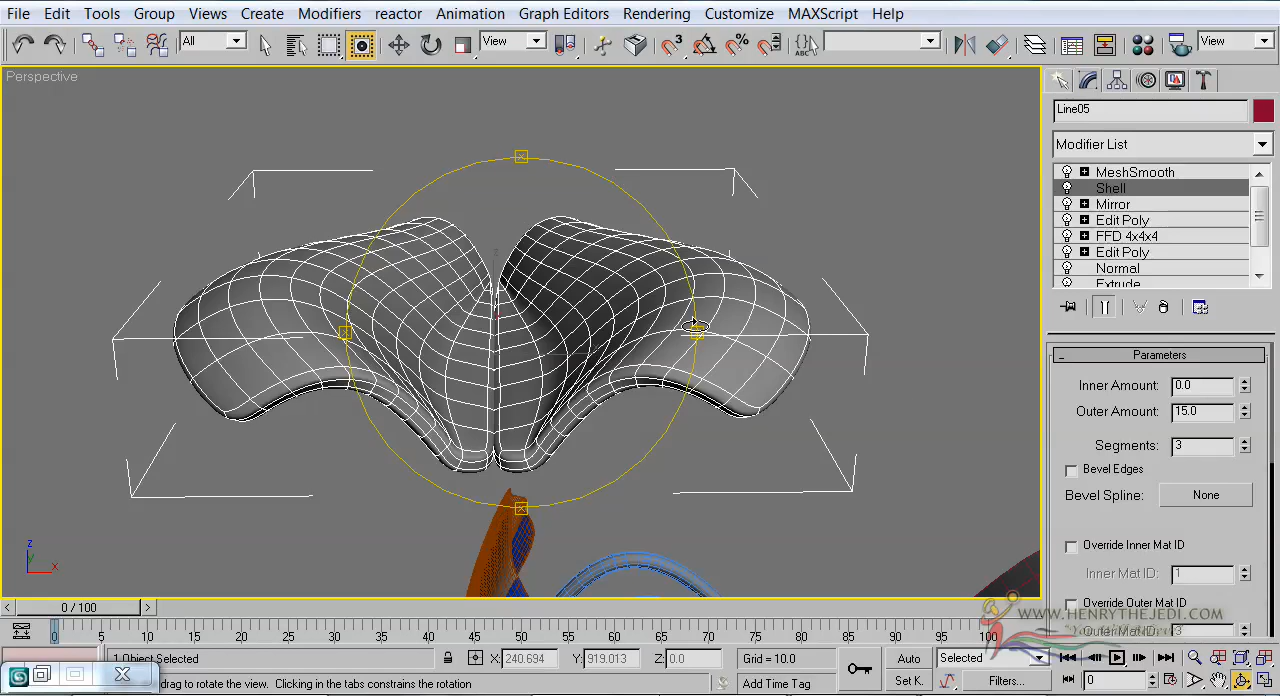 File Edit Tools Group Views Create Modifiers reactor Animation Graph Editors Rendering Customize MAXScript Help
All View 3 % ABC View
Perspective
Line05
Modifier List
MeshSmooth
Shell
Mirror
Edit Poly
FFD 4x4x4
Edit Poly
Normal
Extrude
Parameters
Inner Amount: 0.0
Outer Amount: 15.0
Segments: 3
Bevel Edges
Bevel Spline: None
Override Inner Mat ID
Inner Mat ID: 1
Override Outer Mat ID
Outer Mat ID: 3
WWW.HENRYTHEJEDI.COM
z
z
y
x
0 / 100
0 5 10 15 20 25 30 35 40 45 50 55 60 65 70 75 80 85 90 95 100
1 Object Selected X: 240.694 Y: 919.013 Z: 0.0 Grid = 10.0 Auto Selected
drag to rotate the view. Clicking in the tabs constrains the rotation Add Time Tag Set K. Filters... 0